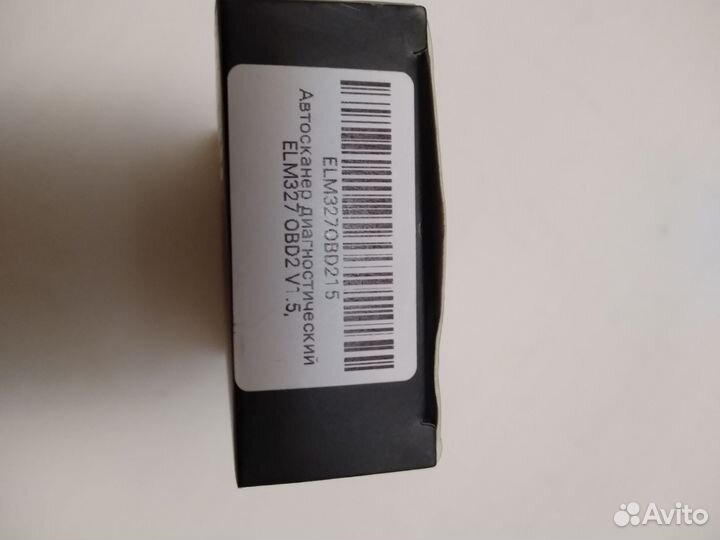 ELM327OBD215
Автосканер диагностический
ELM327 OBD2 V1.5,
Avito